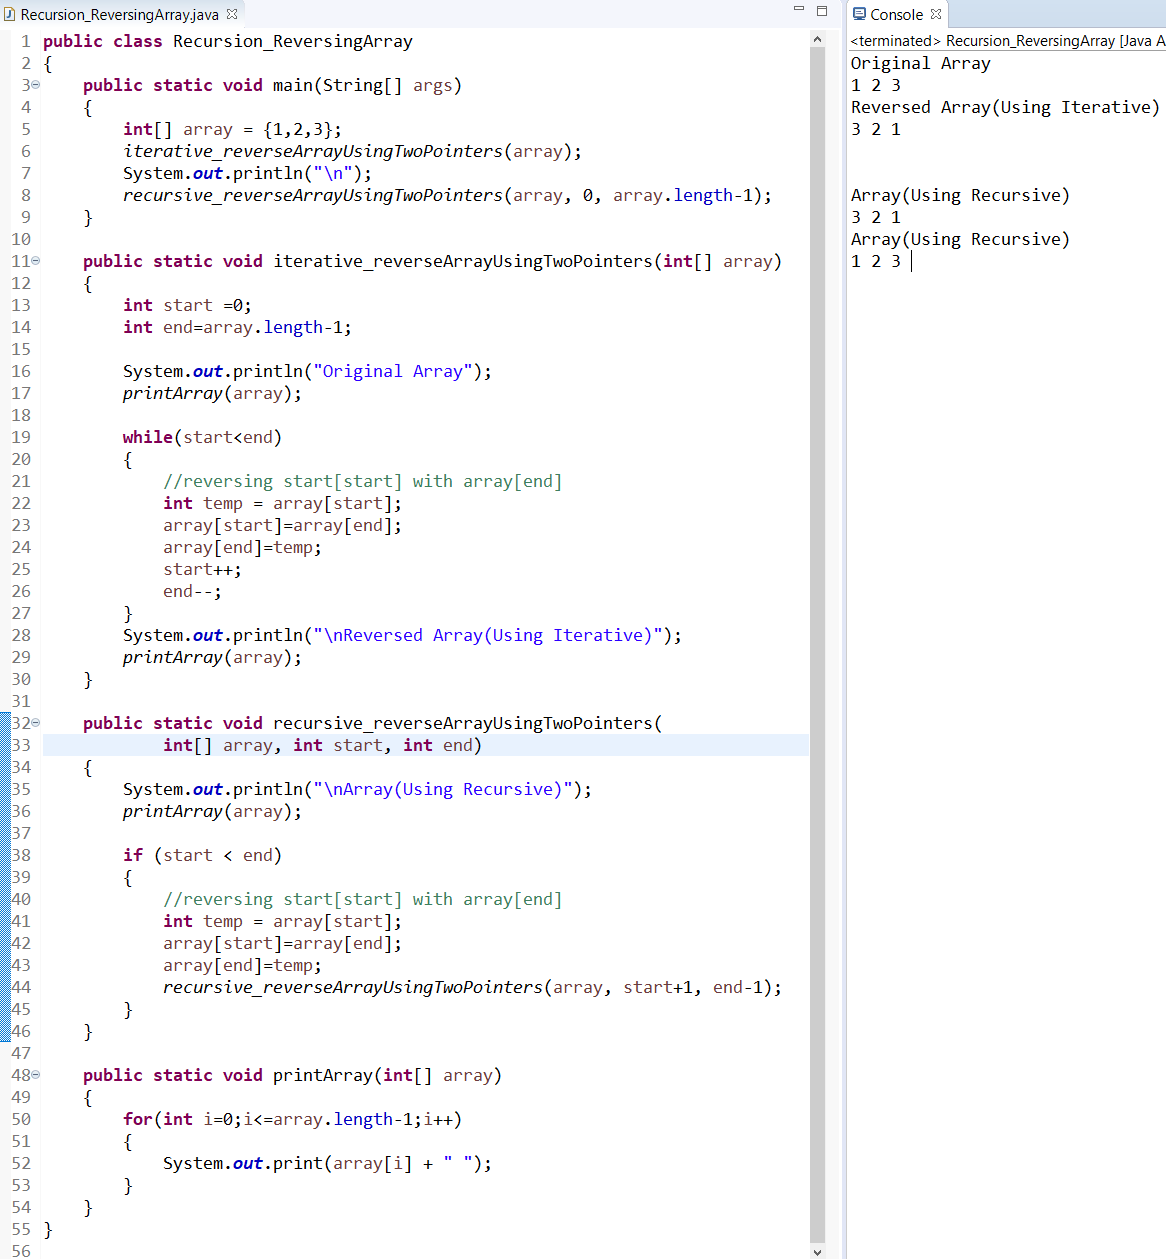 Recursion_ReversingArray.java
1 public class Recursion_ReversingArray
2 {
3     public static void main(String[] args)
4     {
5         int[] array = {1,2,3};
6         iterative_reverseArrayUsingTwoPointers(array);
7         System.out.println("\n");
8         recursive_reverseArrayUsingTwoPointers(array, 0, array.length-1);
9     }
10
11     public static void iterative_reverseArrayUsingTwoPointers(int[] array)
12     {
13         int start =0;
14         int end=array.length-1;
15
16         System.out.println("Original Array");
17         printArray(array);
18
19         while(start<end)
20         {
21             //reversing start[start] with array[end]
22             int temp = array[start];
23             array[start]=array[end];
24             array[end]=temp;
25             start++;
26             end--;
27         }
28         System.out.println("\nReversed Array(Using Iterative)");
29         printArray(array);
30     }
31
32     public static void recursive_reverseArrayUsingTwoPointers(
33             int[] array, int start, int end)
34     {
35         System.out.println("\nArray(Using Recursive)");
36         printArray(array);
37
38         if (start < end)
39         {
40             //reversing start[start] with array[end]
41             int temp = array[start];
42             array[start]=array[end];
43             array[end]=temp;
44             recursive_reverseArrayUsingTwoPointers(array, start+1, end-1);
45         }
46     }
47
48     public static void printArray(int[] array)
49     {
50         for(int i=0;i<=array.length-1;i++)
51         {
52             System.out.print(array[i] + " ");
53         }
54     }
55 }
56
Console
<terminated> Recursion_ReversingArray [Java A
Original Array
1 2 3
Reversed Array(Using Iterative)
3 2 1
Array(Using Recursive)
3 2 1
Array(Using Recursive)
1 2 3